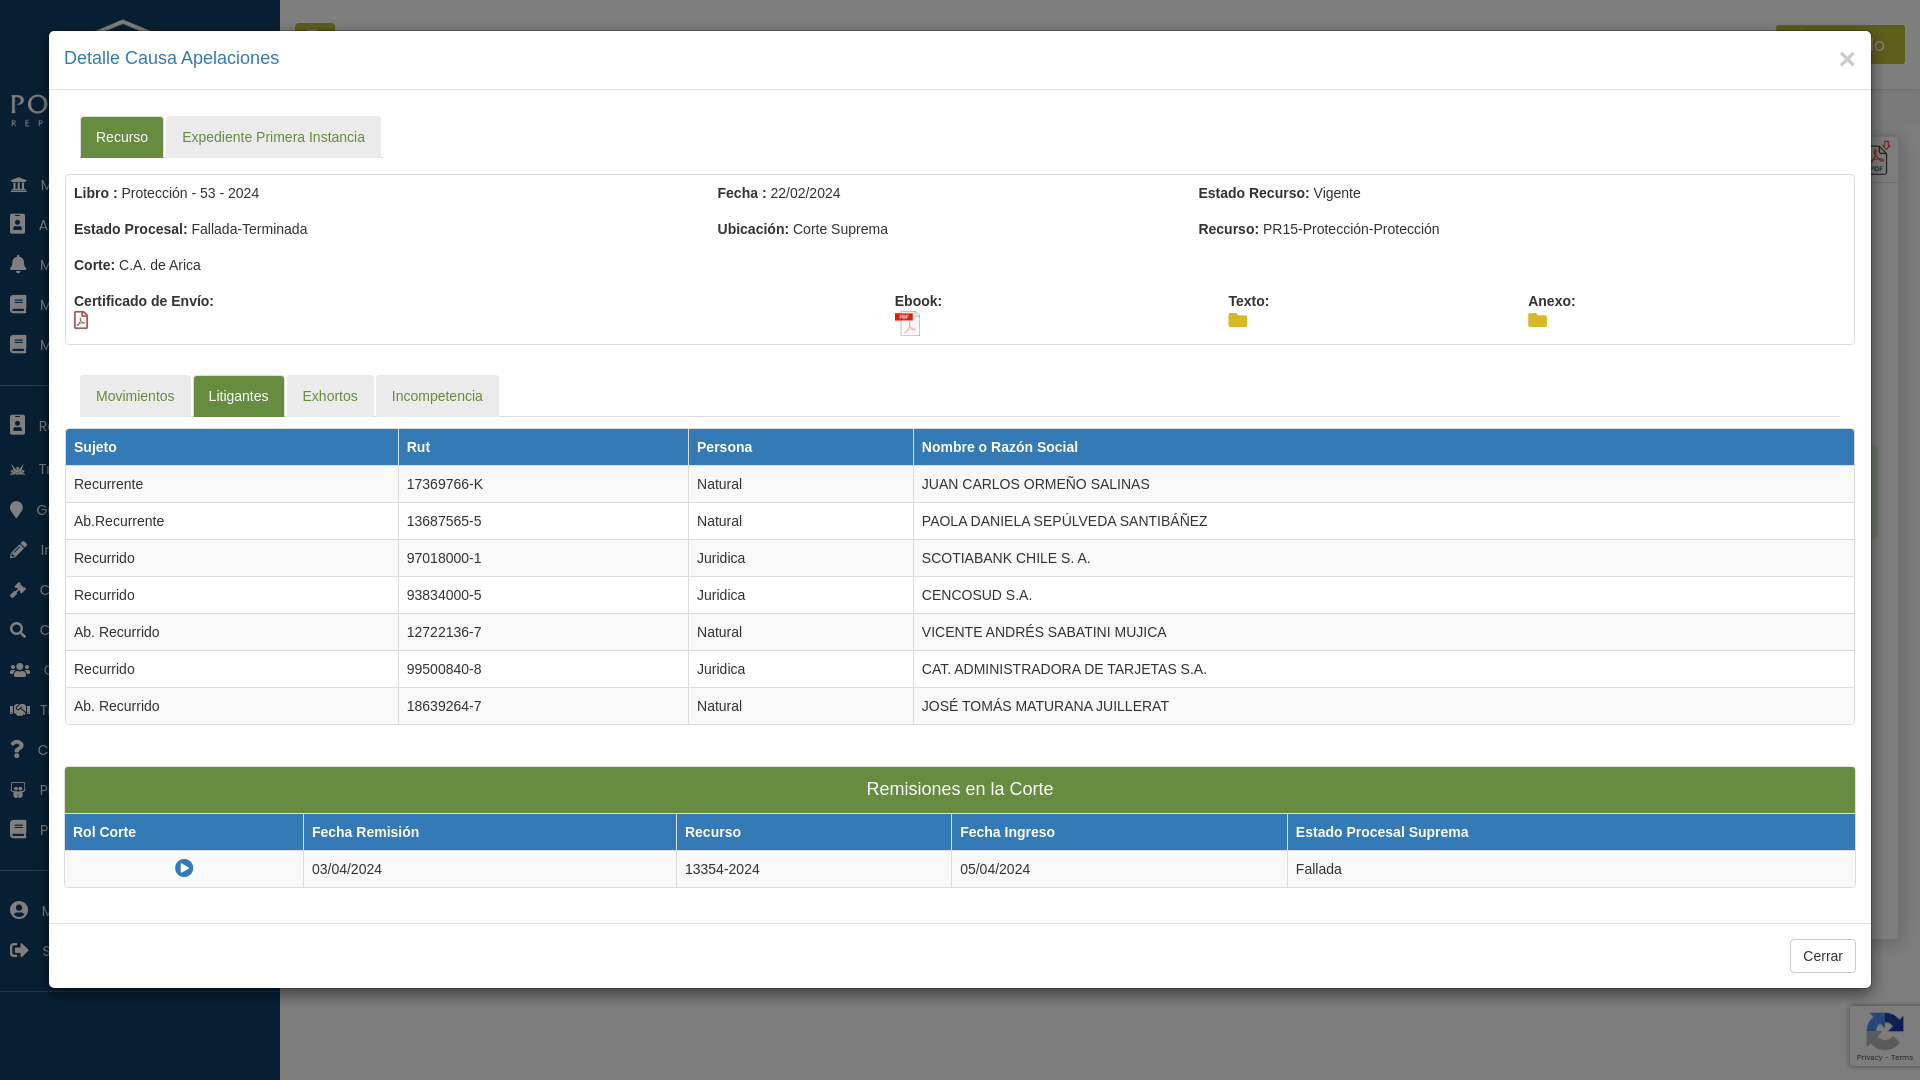 Detalle Causa Apelaciones ×
Recurso Expediente Primera Instancia
Libro : Protección - 53 - 2024 Fecha : 22/02/2024 Estado Recurso: Vigente
Estado Procesal: Fallada-Terminada Ubicación: Corte Suprema Recurso: PR15-Protección-Protección
Corte: C.A. de Arica
Certificado de Envío: Ebook: Texto: Anexo:
PDF
Movimientos Litigantes Exhortos Incompetencia
Sujeto Rut Persona Nombre o Razón Social
Recurrente 17369766-K Natural JUAN CARLOS ORMEÑO SALINAS
Ab.Recurrente 13687565-5 Natural PAOLA DANIELA SEPÚLVEDA SANTIBÁÑEZ
Recurrido 97018000-1 Juridica SCOTIABANK CHILE S. A.
Recurrido 93834000-5 Juridica CENCOSUD S.A.
Ab. Recurrido 12722136-7 Natural VICENTE ANDRÉS SABATINI MUJICA
Recurrido 99500840-8 Juridica CAT. ADMINISTRADORA DE TARJETAS S.A.
Ab. Recurrido 18639264-7 Natural JOSÉ TOMÁS MATURANA JUILLERAT
Remisiones en la Corte
Rol Corte Fecha Remisión Recurso Fecha Ingreso Estado Procesal Suprema
03/04/2024 13354-2024 05/04/2024 Fallada
Cerrar
Privacy - Terms